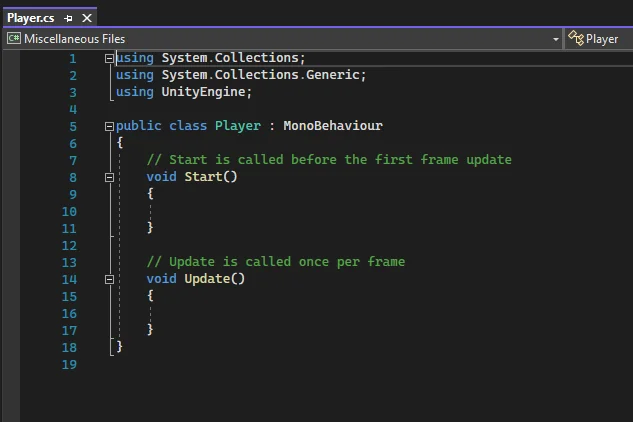 Player.cs
C# Miscellaneous Files
Player
1 using System.Collections;
2 using System.Collections.Generic;
3 using UnityEngine;
4
5 public class Player : MonoBehaviour
6 {
7     // Start is called before the first frame update
8     void Start()
9     {
10
11     }
12
13     // Update is called once per frame
14     void Update()
15     {
16
17     }
18 }
19